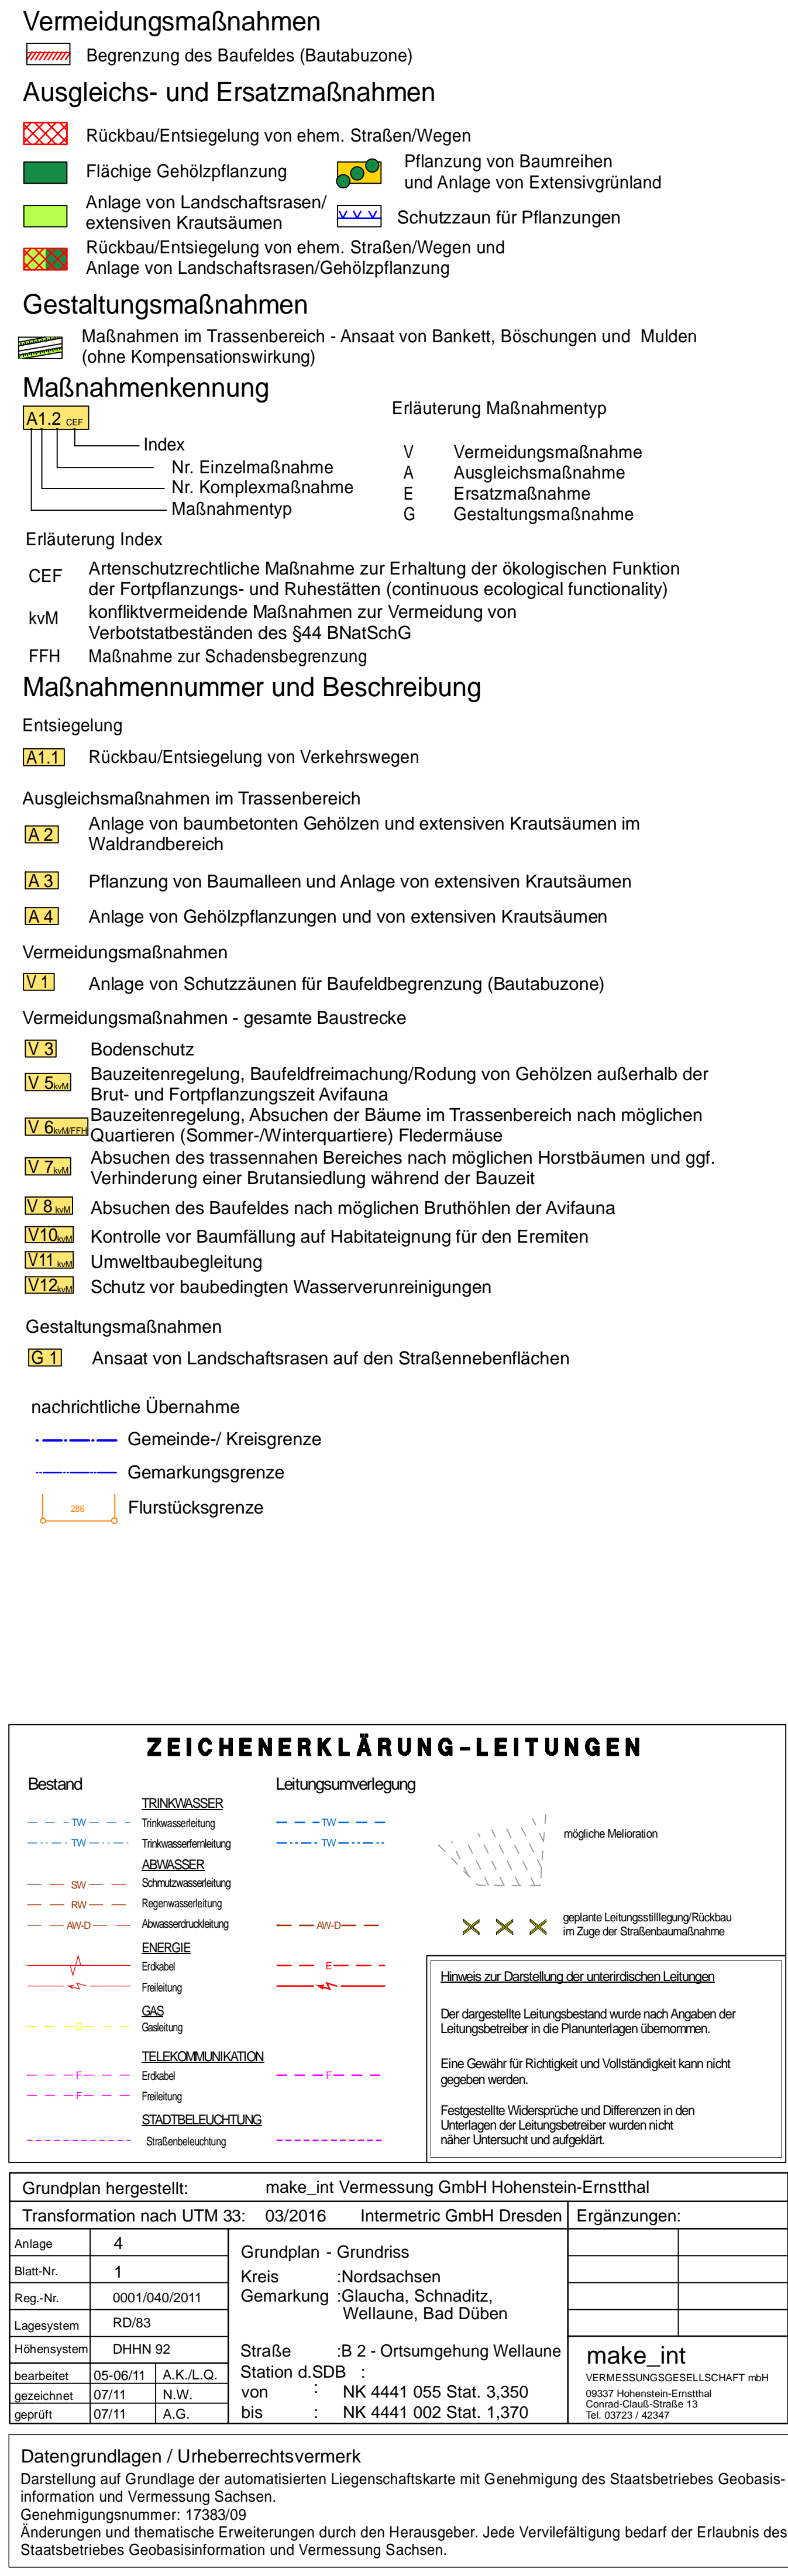 Vermeidungsmaßnahmen
Begrenzung des Baufeldes (Bautabuzone)
Ausgleichs- und Ersatzmaßnahmen
Rückbau/Entsiegelung von ehem. Straßen/Wegen
Flächige Gehölzpflanzung
Pflanzung von Baumreihen
und Anlage von Extensivgrünland
Anlage von Landschaftsrasen/
extensiven Krautsäumen
Schutzzaun für Pflanzungen
Rückbau/Entsiegelung von ehem. Straßen/Wegen und
Anlage von Landschaftsrasen/Gehölzpflanzung
Gestaltungsmaßnahmen
Maßnahmen im Trassenbereich - Ansaat von Bankett, Böschungen und Mulden
(ohne Kompensationswirkung)
Maßnahmenkennung
A1.2 CEF
Index
Nr. Einzelmaßnahme
Nr. Komplexmaßnahme
Maßnahmentyp
Erläuterung Maßnahmentyp
V Vermeidungsmaßnahme
A Ausgleichsmaßnahme
E Ersatzmaßnahme
G Gestaltungsmaßnahme
Erläuterung Index
CEF Artenschutzrechtliche Maßnahme zur Erhaltung der ökologischen Funktion
der Fortpflanzungs- und Ruhestätten (continuous ecological functionality)
kvM konfliktvermeidende Maßnahmen zur Vermeidung von
Verbotstatbeständen des §44 BNatSchG
FFH Maßnahme zur Schadensbegrenzung
Maßnahmennummer und Beschreibung
Entsiegelung
A1.1 Rückbau/Entsiegelung von Verkehrswegen
Ausgleichsmaßnahmen im Trassenbereich
A 2 Anlage von baumbetonten Gehölzen und extensiven Krautsäumen im
Waldrandbereich
A 3 Pflanzung von Baumalleen und Anlage von extensiven Krautsäumen
A 4 Anlage von Gehölzpflanzungen und von extensiven Krautsäumen
Vermeidungsmaßnahmen
V 1 Anlage von Schutzzäunen für Baufeldbegrenzung (Bautabuzone)
Vermeidungsmaßnahmen - gesamte Baustrecke
V 3 Bodenschutz
V 5 kvM Bauzeitenregelung, Baufeldfreimachung/Rodung von Gehölzen außerhalb der
Brut- und Fortpflanzungszeit Avifauna
V 6 kvM/FFH Bauzeitenregelung, Absuchen der Bäume im Trassenbereich nach möglichen
Quartieren (Sommer-/Winterquartiere) Fledermäuse
V 7 kvM Absuchen des trassennahen Bereiches nach möglichen Horstbäumen und ggf.
Verhinderung einer Brutansiedlung während der Bauzeit
V 8 kvM Absuchen des Baufeldes nach möglichen Bruthöhlen der Avifauna
V10 kvM Kontrolle vor Baumfällung auf Habitateignung für den Eremiten
V11 kvM Umweltbaubegleitung
V12 kvM Schutz vor baubedingten Wasserverunreinigungen
Gestaltungsmaßnahmen
G 1 Ansaat von Landschaftsrasen auf den Straßennebenflächen
nachrichtliche Übernahme
Gemeinde-/ Kreisgrenze
Gemarkungsgrenze
286 Flurstücksgrenze
ZEICHENERKLÄRUNG-LEITUNGEN
Bestand Leitungsumverlegung
TRINKWASSER
TW Trinkwasserleitung TW
TW Trinkwasserfernleitung TW
ABWASSER
SW Schmutzwasserleitung
RW Regenwasserleitung
AW-D Abwasserdruckleitung AW-D
ENERGIE
Erdkabel E
Freileitung
GAS
G Gasleitung
TELEKOMMUNIKATION
F Erdkabel F
F Freileitung
STADTBELEUCHTUNG
Straßenbeleuchtung
mögliche Melioration
geplante Leitungsstilllegung/Rückbau
im Zuge der Straßenbaumaßnahme
Hinweis zur Darstellung der unterirdischen Leitungen
Der dargestellte Leitungsbestand wurde nach Angaben der
Leitungsbetreiber in die Planunterlagen übernommen.
Eine Gewähr für Richtigkeit und Vollständigkeit kann nicht
gegeben werden.
Festgestellte Widersprüche und Differenzen in den
Unterlagen der Leitungsbetreiber wurden nicht
näher Untersucht und aufgeklärt.
Grundplan hergestellt: make_int Vermessung GmbH Hohenstein-Ernstthal
Transformation nach UTM 33: 03/2016 Intermetric GmbH Dresden Ergänzungen:
Anlage 4
Blatt-Nr. 1
Reg.-Nr. 0001/040/2011
Lagesystem RD/83
Höhensystem DHHN 92
bearbeitet 05-06/11 A.K./L.Q.
gezeichnet 07/11 N.W.
geprüft 07/11 A.G.
Grundplan - Grundriss
Kreis :Nordsachsen
Gemarkung :Glaucha, Schnaditz,
Wellaune, Bad Düben
Straße :B 2 - Ortsumgehung Wellaune
Station d.SDB :
von : NK 4441 055 Stat. 3,350
bis : NK 4441 002 Stat. 1,370
make_int
VERMESSUNGSGESELLSCHAFT mbH
09337 Hohenstein-Ernstthal
Conrad-Clauß-Straße 13
Tel. 03723 / 42347
Datengrundlagen / Urheberrechtsvermerk
Darstellung auf Grundlage der automatisierten Liegenschaftskarte mit Genehmigung des Staatsbetriebes Geobasis-
information und Vermessung Sachsen.
Genehmigungsnummer: 17383/09
Änderungen und thematische Erweiterungen durch den Herausgeber. Jede Vervilefältigung bedarf der Erlaubnis des
Staatsbetriebes Geobasisinformation und Vermessung Sachsen.